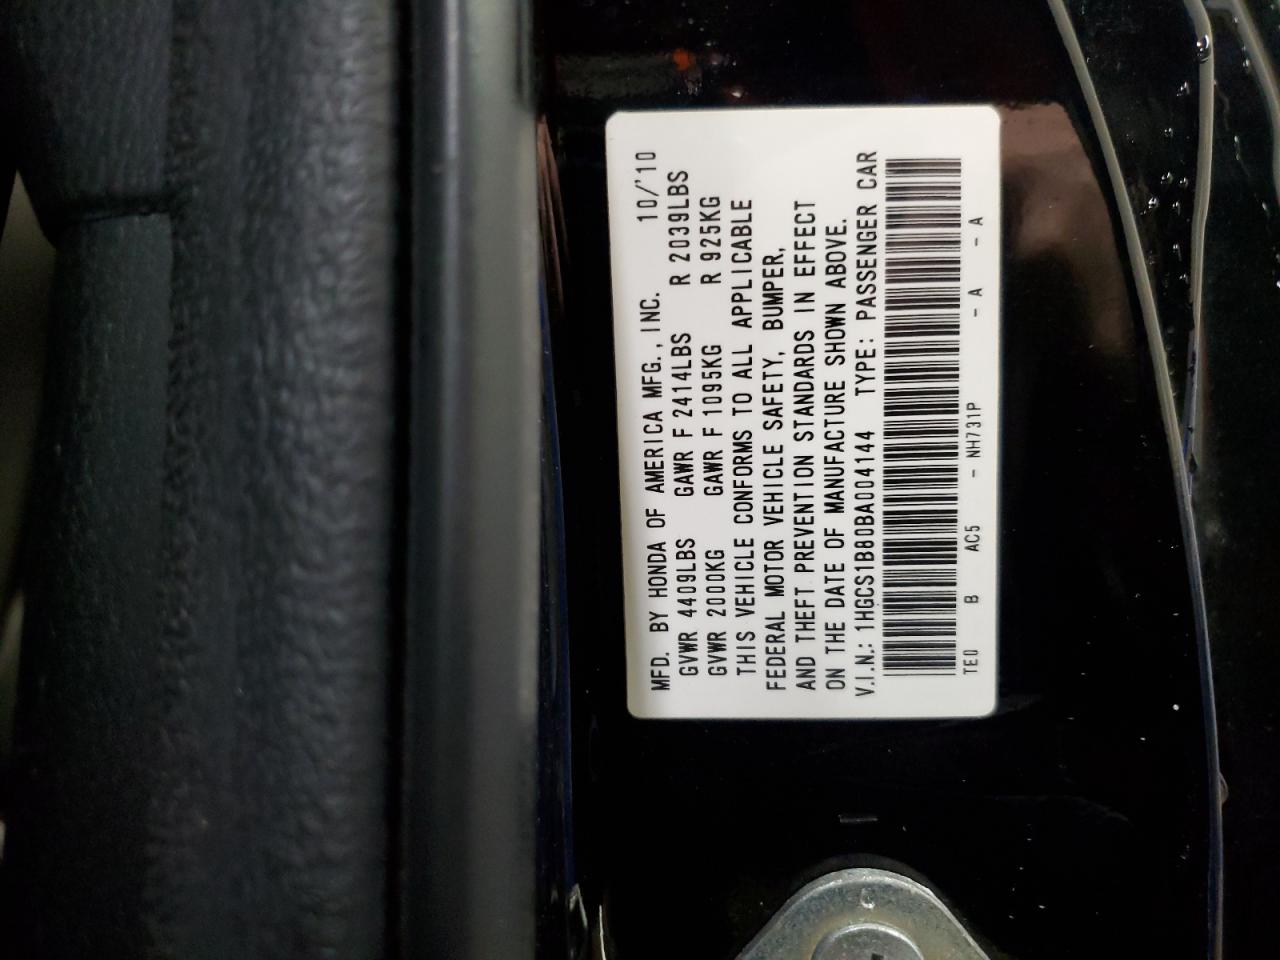 MFD. BY HONDA OF AMERICA MFG., INC. 10/'10
GVWR 4409LBS GAWR F 2414LBS R 2039LBS
GVWR 2000KG GAWR F 1095KG R 925KG
THIS VEHICLE CONFORMS TO ALL APPLICABLE
FEDERAL MOTOR VEHICLE SAFETY, BUMPER,
AND THEFT PREVENTION STANDARDS IN EFFECT
ON THE DATE OF MANUFACTURE SHOWN ABOVE.
V.I.N.: 1HGCS1B80BA004144 TYPE: PASSENGER CAR
TE0 B AC5 - NH731P - A - A